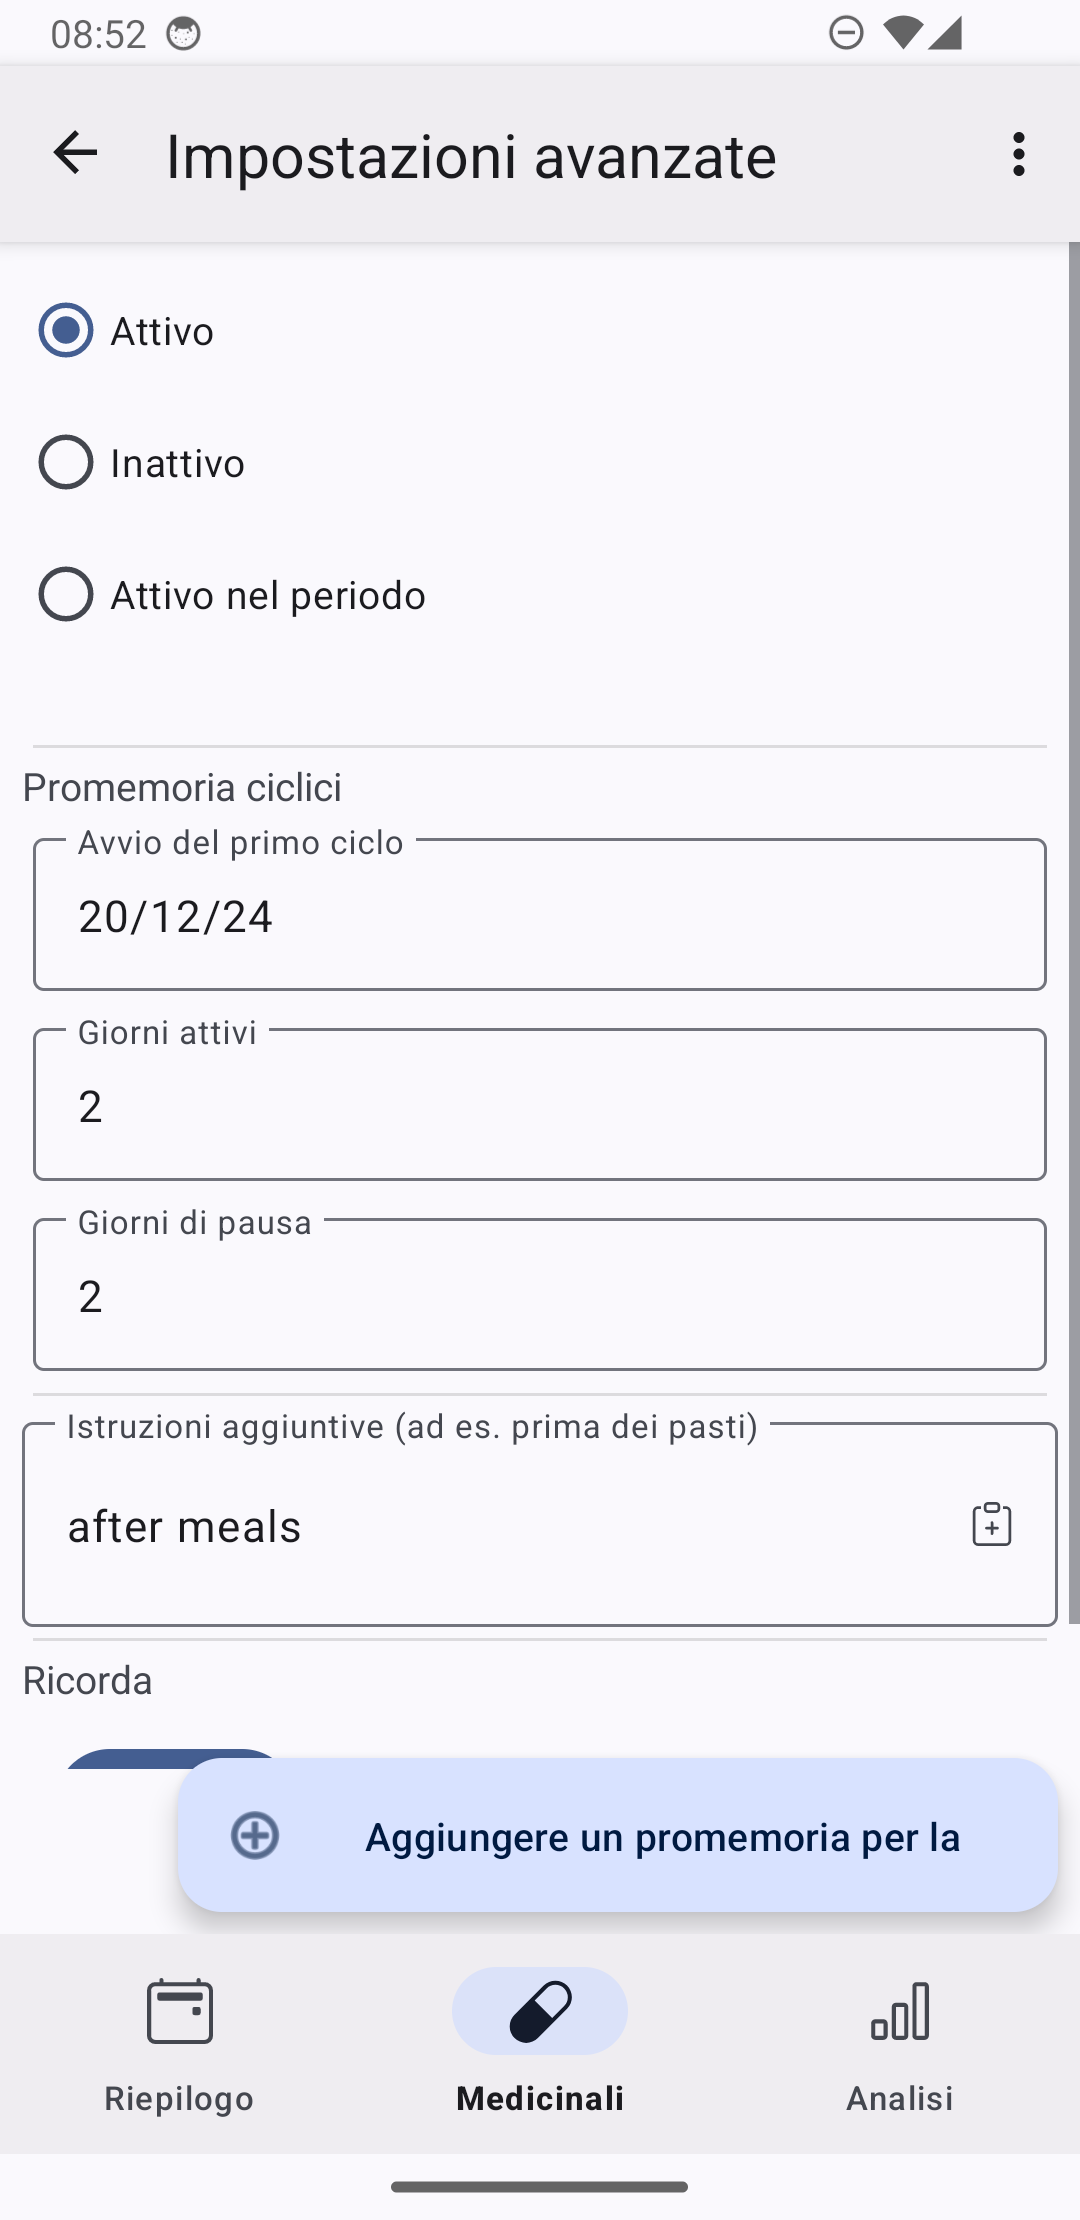 08:52
Impostazioni avanzate
Attivo
Inattivo
Attivo nel periodo
Promemoria ciclici
Avvio del primo ciclo
20/12/24
Giorni attivi
2
Giorni di pausa
2
Istruzioni aggiuntive (ad es. prima dei pasti)
after meals
Ricorda
Aggiungere un promemoria per la
Riepilogo
Medicinali
Analisi